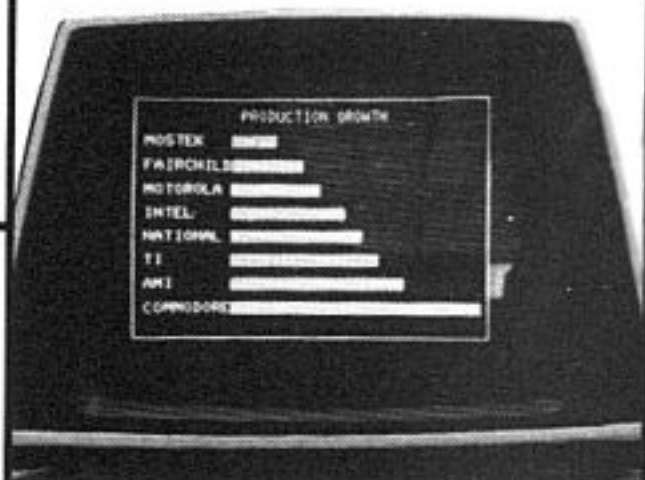 PRODUCTION GROWTH
MOSTEK
FAIRCHILD
MOTOROLA
INTEL
NATIONAL
TI
AMI
COMMODORE